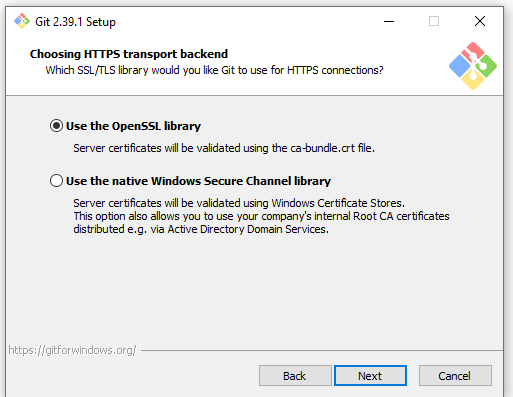 Git 2.39.1 Setup
Choosing HTTPS transport backend
Which SSL/TLS library would you like Git to use for HTTPS connections?
Use the OpenSSL library
Server certificates will be validated using the ca-bundle.crt file.
Use the native Windows Secure Channel library
Server certificates will be validated using Windows Certificate Stores.
This option also allows you to use your company's internal Root CA certificates
distributed e.g. via Active Directory Domain Services.
https://gitforwindows.org/
Back Next Cancel